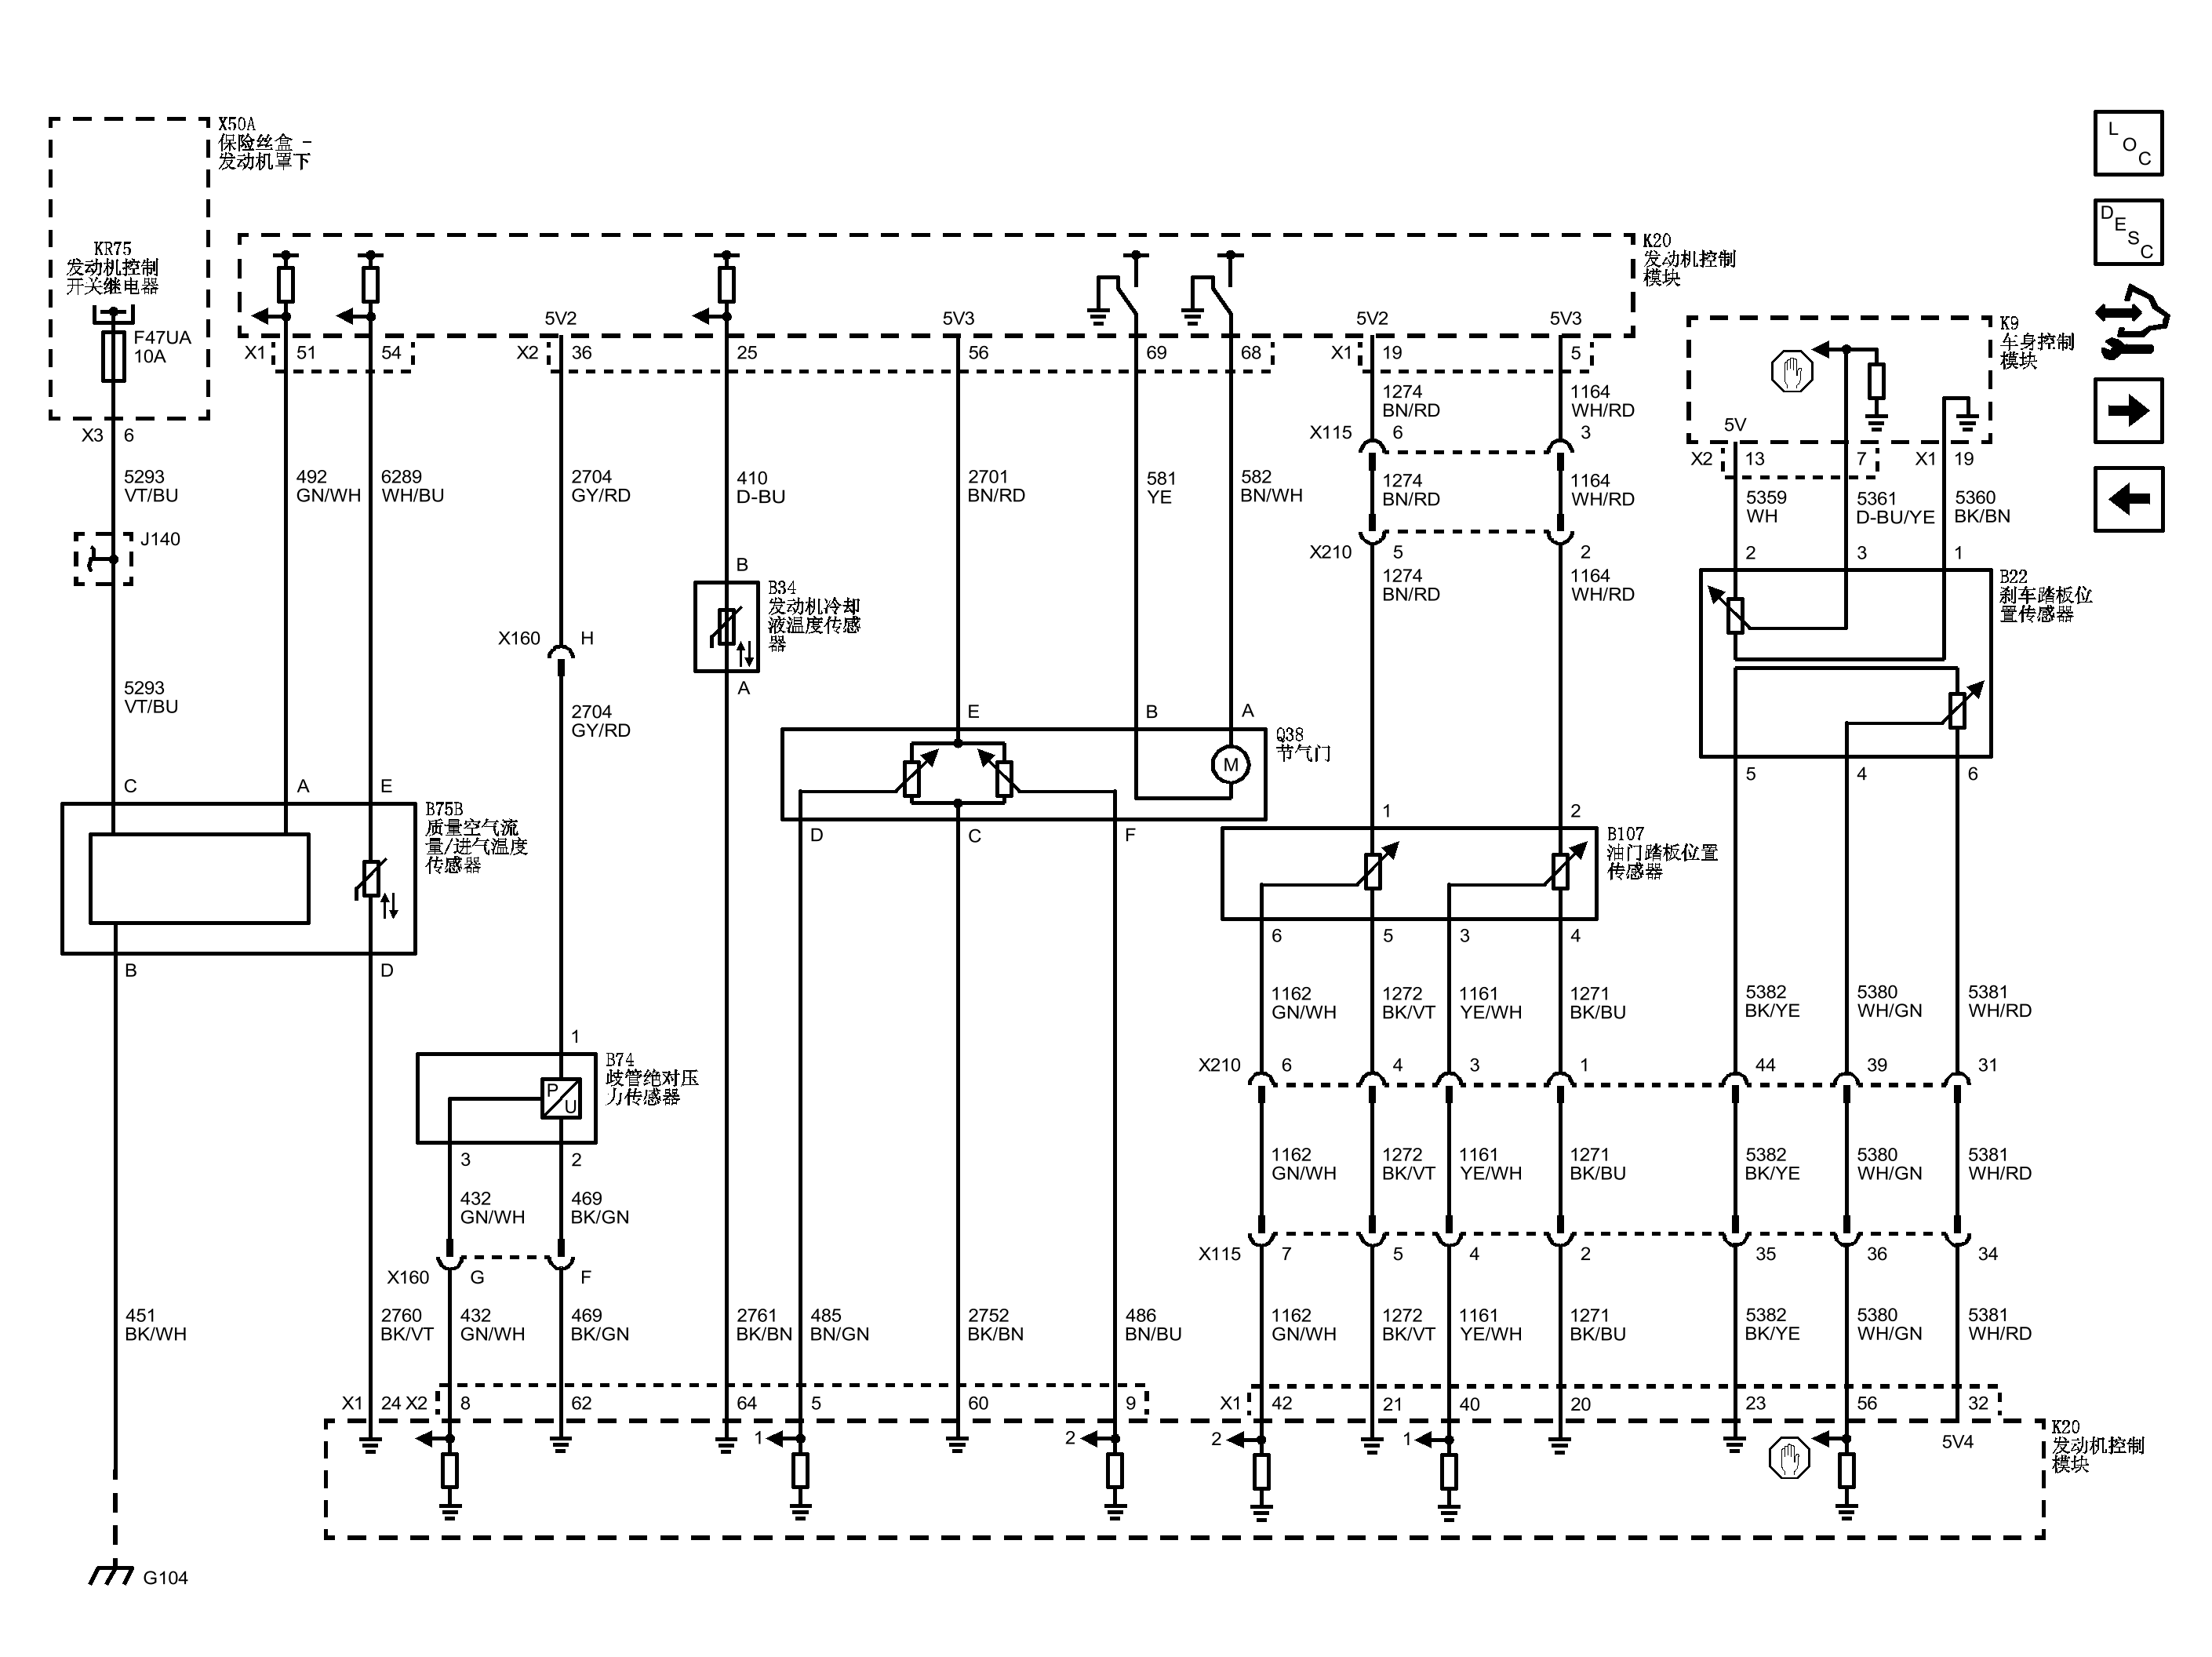 X50A
保险丝盒 -
发动机罩下
L
O
C
D
E
S
C
KR75
发动机控制
开关继电器
F47UA
10A
K20
发动机控制
模块
5V2
5V3
5V2
5V3
X1
51
54
X2
36
25
56
69
68
X1
19
5
K9
车身控制
模块
1274
BN/RD
1164
WH/RD
5V
X3
6
X115
6
3
X2
13
7
X1
19
5293
VT/BU
492
GN/WH
6289
WH/BU
2704
GY/RD
410
D-BU
2701
BN/RD
581
YE
582
BN/WH
1274
BN/RD
1164
WH/RD
5359
WH
5361
D-BU/YE
5360
BK/BN
J140
X210
5
2
2
3
1
B
1274
BN/RD
1164
WH/RD
B34
发动机冷却
液温度传感
器
B22
刹车踏板位
置传感器
X160
H
A
5293
VT/BU
2704
GY/RD
E
B
A
Q38
节气门
M
5
4
6
C
A
E
B75B
质量空气流
量/进气温度
传感器
D
C
F
1
2
B107
油门踏板位置
传感器
6
5
3
4
B
D
1162
GN/WH
1272
BK/VT
1161
YE/WH
1271
BK/BU
5382
BK/YE
5380
WH/GN
5381
WH/RD
1
B74
歧管绝对压
力传感器
P
U
X210
6
4
3
1
44
39
31
3
2
1162
GN/WH
1272
BK/VT
1161
YE/WH
1271
BK/BU
5382
BK/YE
5380
WH/GN
5381
WH/RD
432
GN/WH
469
BK/GN
X160
G
F
X115
7
5
4
2
35
36
34
451
BK/WH
2760
BK/VT
432
GN/WH
469
BK/GN
2761
BK/BN
485
BN/GN
2752
BK/BN
486
BN/BU
1162
GN/WH
1272
BK/VT
1161
YE/WH
1271
BK/BU
5382
BK/YE
5380
WH/GN
5381
WH/RD
X1
24
X2
8
62
64
5
60
9
X1
42
21
40
20
23
56
32
1
2
2
1
5V4
K20
发动机控制
模块
G104